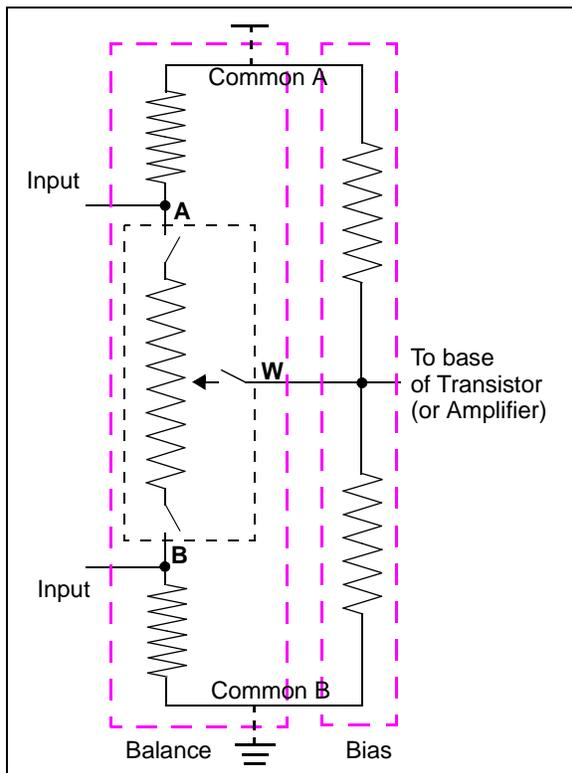 Common A
Input
A
W
To base
of Transistor
(or Amplifier)
B
Input
Common B
Balance
Bias